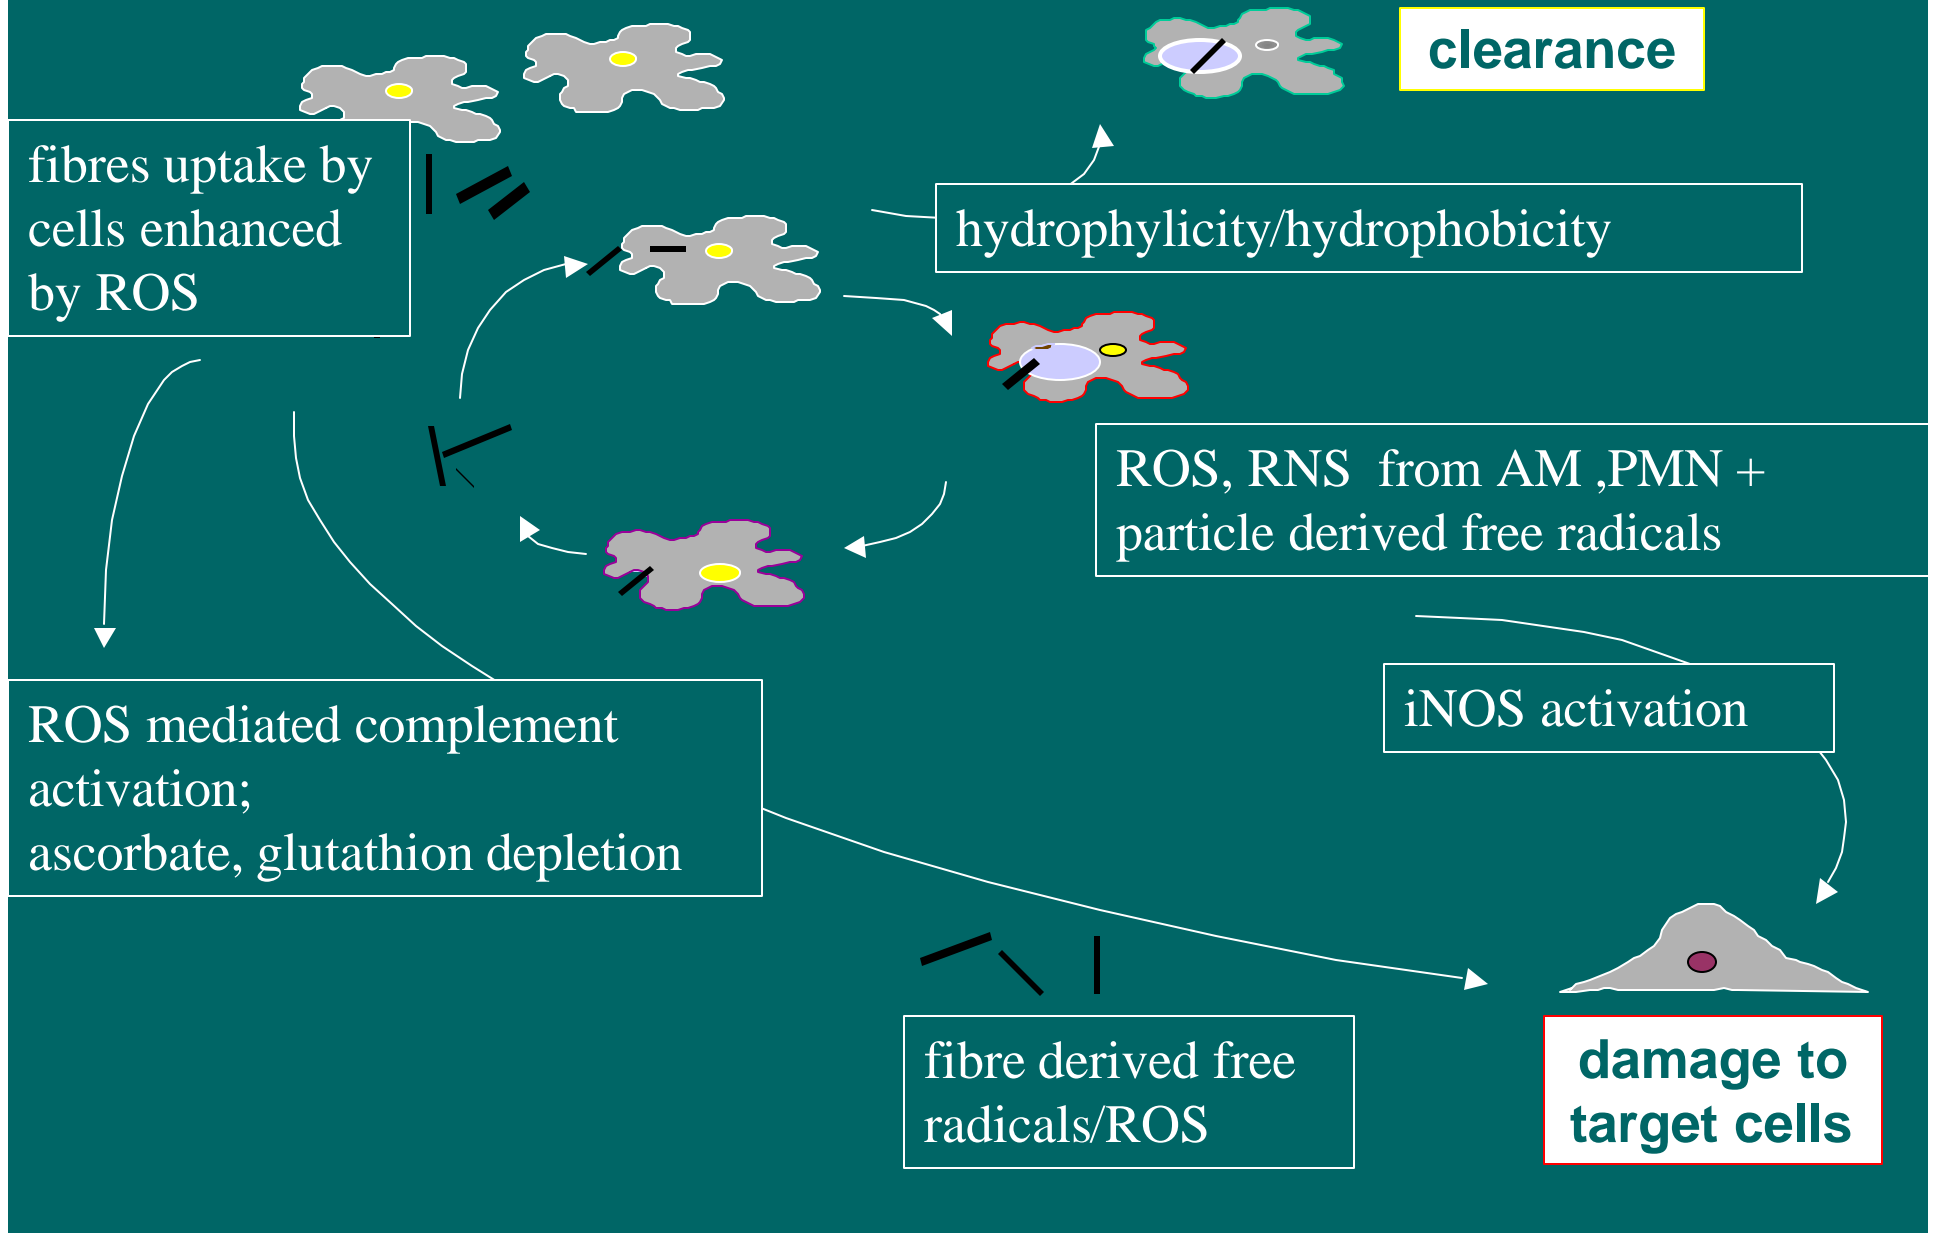 clearance
fibres uptake by
cells enhanced
by ROS
hydrophylicity/hydrophobicity
ROS, RNS  from AM ,PMN +
particle derived free radicals
iNOS activation
ROS mediated complement
activation;
ascorbate, glutathion depletion
fibre derived free
radicals/ROS
damage to
target cells